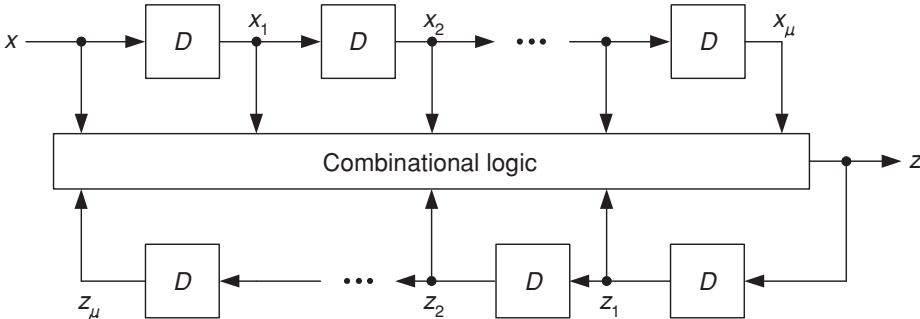 x D x₁ D x₂ ••• D xμ
Combinational logic z
zμ D ••• z₂ D z₁ D